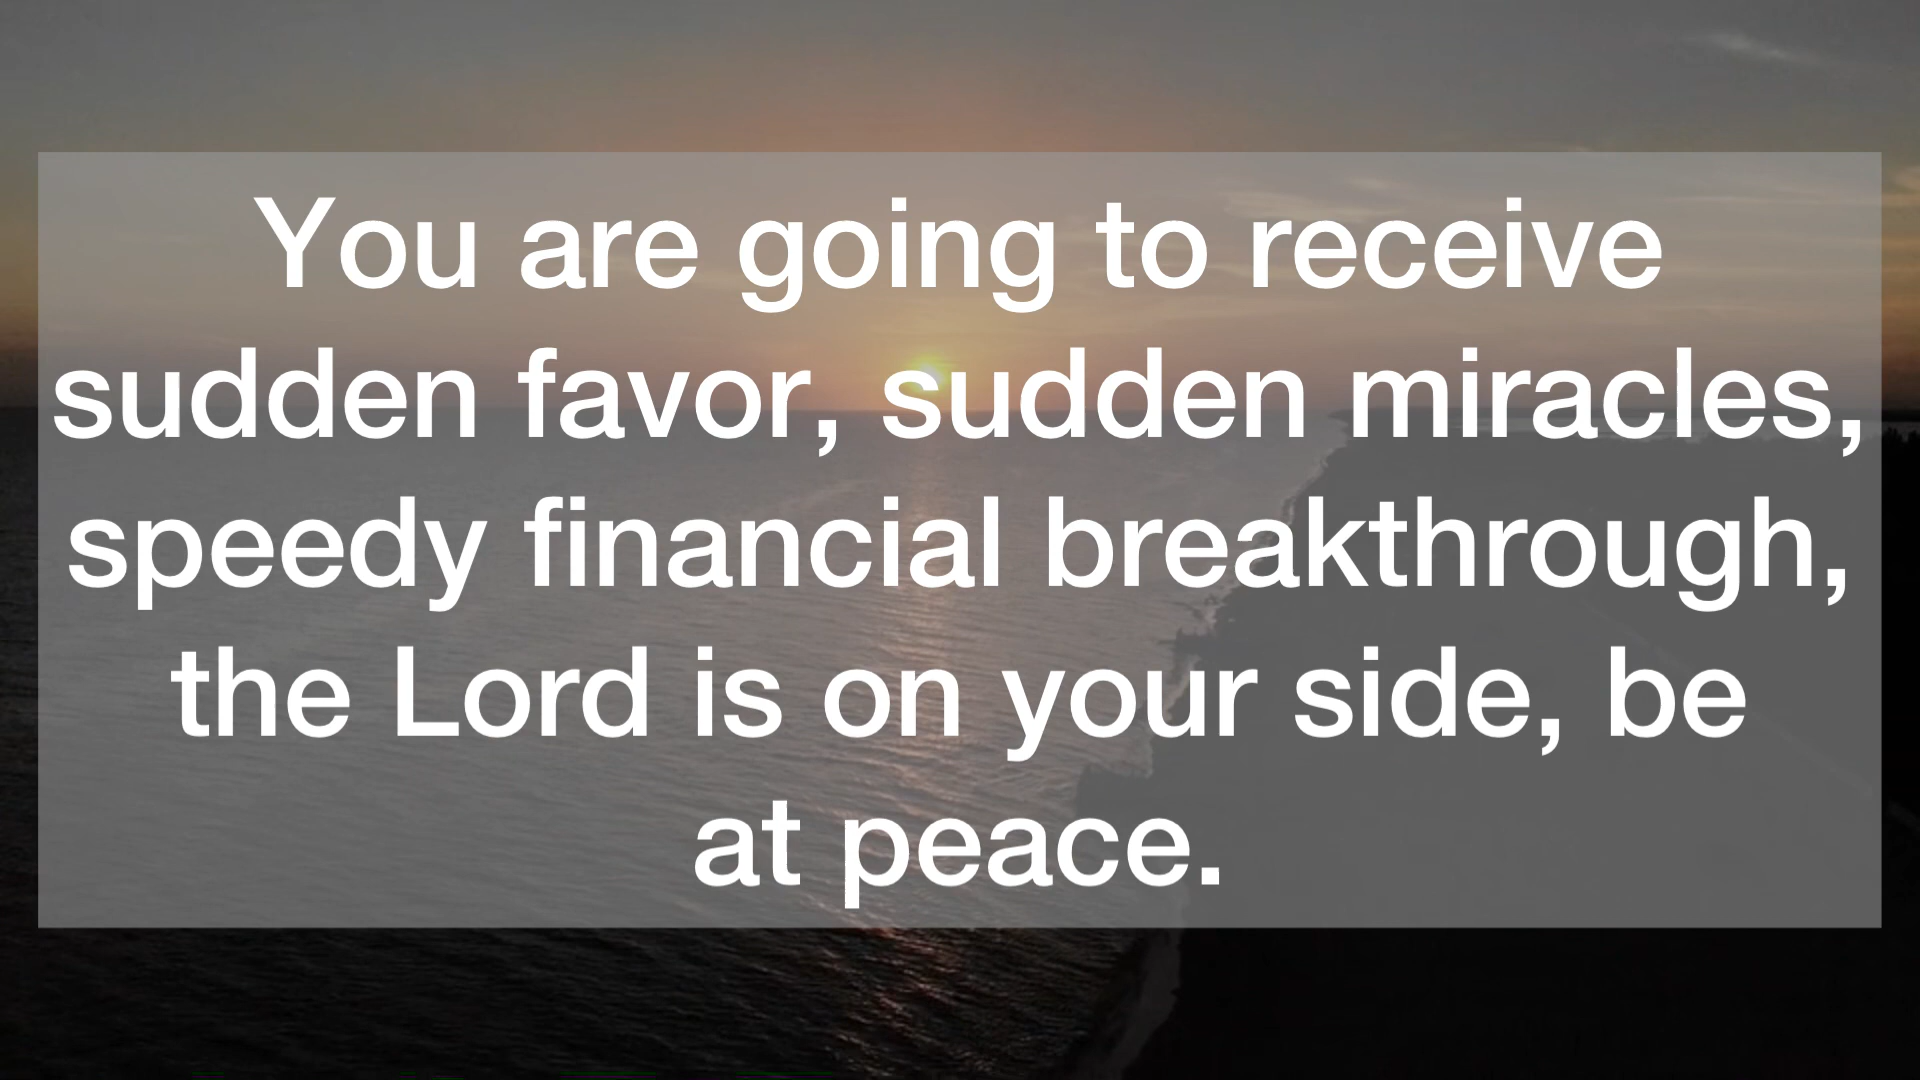 You are going to receive
sudden favor, sudden miracles,
speedy financial breakthrough,
the Lord is on your side, be
at peace.